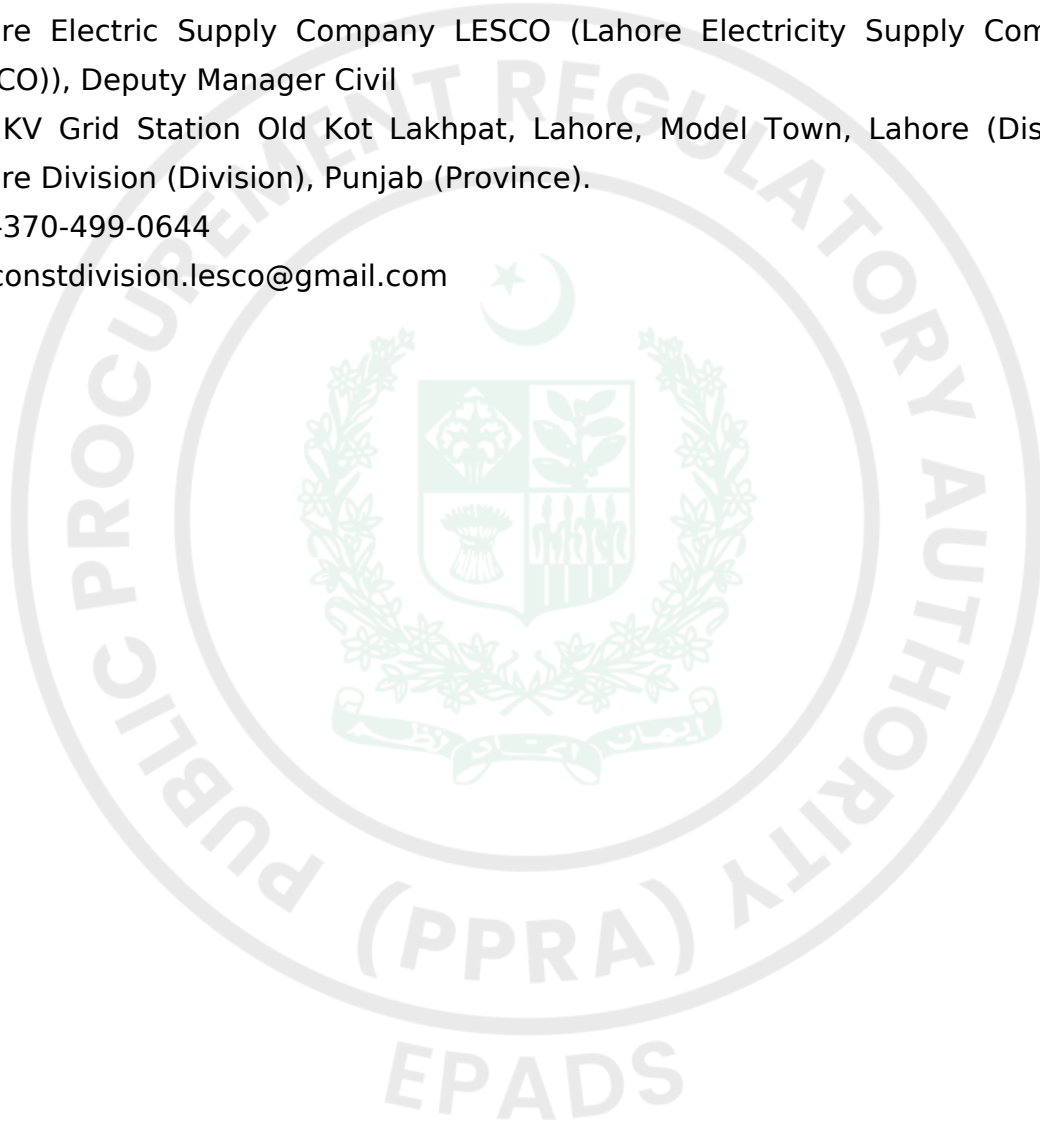 re Electric Supply Company LESCO (Lahore Electricity Supply Com
CO)), Deputy Manager Civil
KV Grid Station Old Kot Lakhpat, Lahore, Model Town, Lahore (Dis
re Division (Division), Punjab (Province).
-370-499-0644
constdivision.lesco@gmail.com
PUBLIC PROCUREMENT REGULATORY AUTHORITY
(PPRA)
EPADS